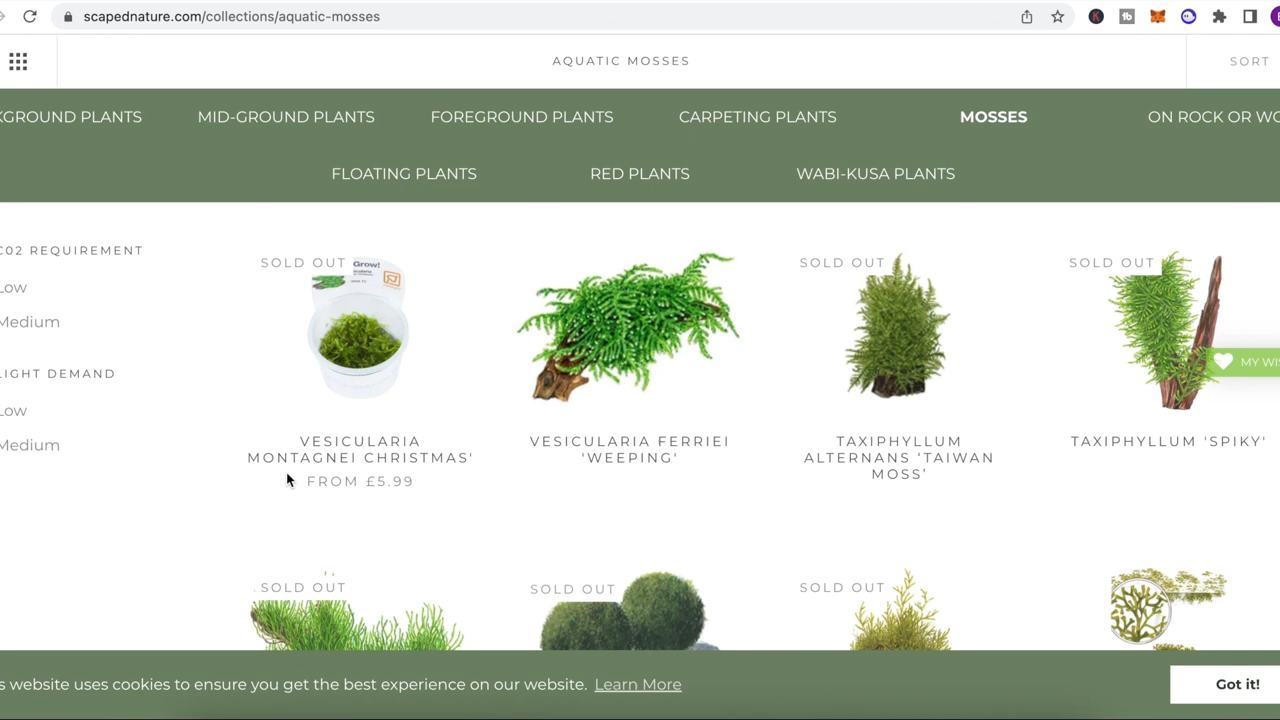 scapednature.com/collections/aquatic-mosses
AQUATIC MOSSES
SORT
KGROUND PLANTS
MID-GROUND PLANTS
FOREGROUND PLANTS
CARPETING PLANTS
MOSSES
ON ROCK OR WO
FLOATING PLANTS
RED PLANTS
WABI-KUSA PLANTS
C02 REQUIREMENT
Low
Medium
LIGHT DEMAND
Low
Medium
SOLD OUT
Grow!
VESICULARIA
MONTAGNEI CHRISTMAS'
FROM £5.99
VESICULARIA FERRIEI
'WEEPING'
SOLD OUT
TAXIPHYLLUM
ALTERNANS 'TAIWAN
MOSS'
SOLD OUT
TAXIPHYLLUM 'SPIKY'
MY WIS
SOLD OUT
SOLD OUT
SOLD OUT
s website uses cookies to ensure you get the best experience on our website. Learn More
Got it!